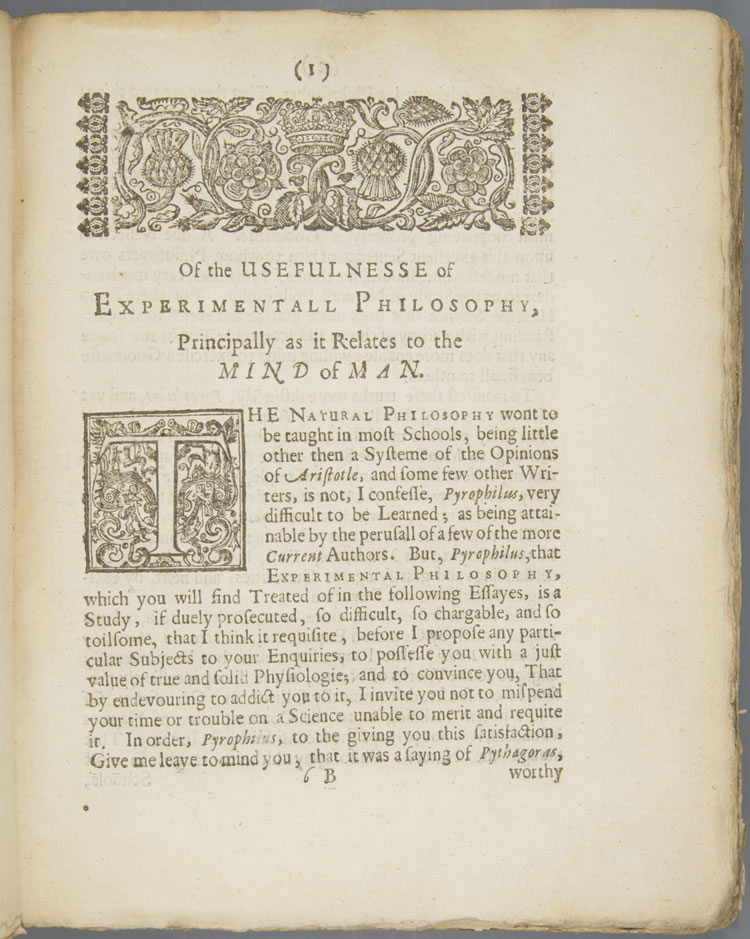 (1)
Of the USEFULNESSE of
EXPERIMENTALL PHILOSOPHY,
Principally as it Relates to the
MIND of MAN.
THE NATURAL PHILOSOPHY wont to
be taught in moſt Schools, being little
other then a Syſteme of the Opinions
of Ariſtotle, and ſome few other Wri-
ters, is not, I confeſſe, Pyrophilus, very
difficult to be Learned; as being attai-
nable by the peruſall of a few of the more
Current Authors. But, Pyrophilus, that
EXPERIMENTAL PHILOSOPHY,
which you will find Treated of in the following Eſſayes, is a
Study, if duely proſecuted, ſo difficult, ſo chargable, and ſo
toilſome, that I think it requiſite, before I propoſe any parti-
cular Subjects to your Enquiries, to poſſeſſe you with a juſt
value of true and ſolid Phyſiologie; and to convince you, That
by endevouring to addict you to it, I invite you not to miſpend
your time or trouble on a Science unable to merit and requite
it. In order, Pyrophilus, to the giving you this ſatisfaction,
Give me leave to mind you, that it was a ſaying of Pythagoras,
6 B worthy